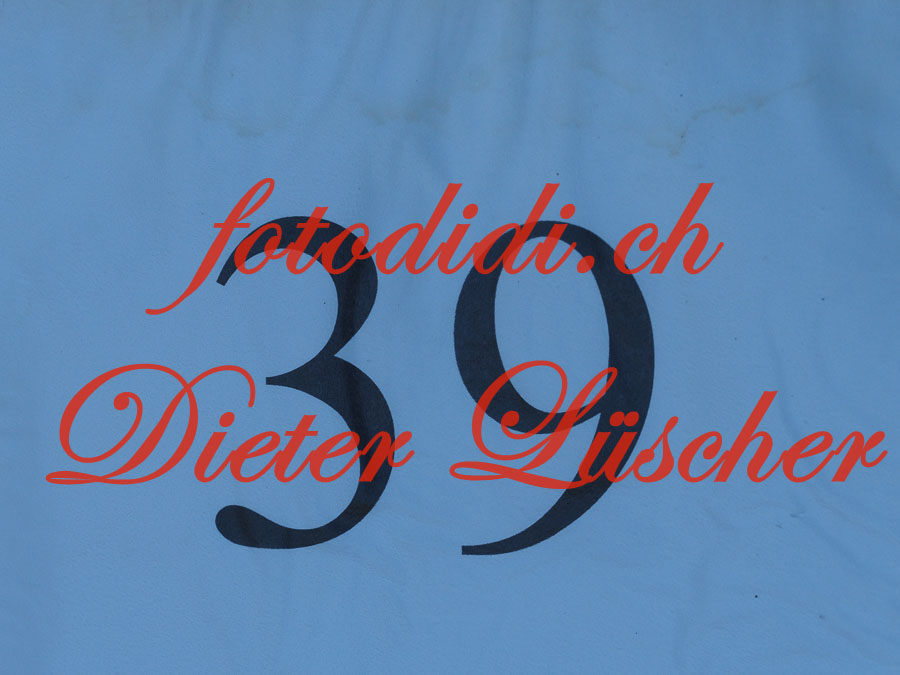 fotodidi.ch
39
Dieter Lüscher